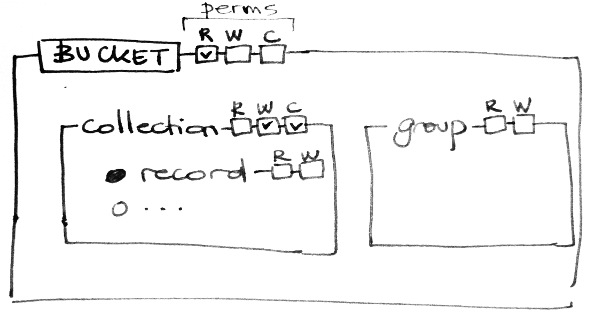 perms
R W C
BUCKET
R W C
R W
collection
group
R W
record
...